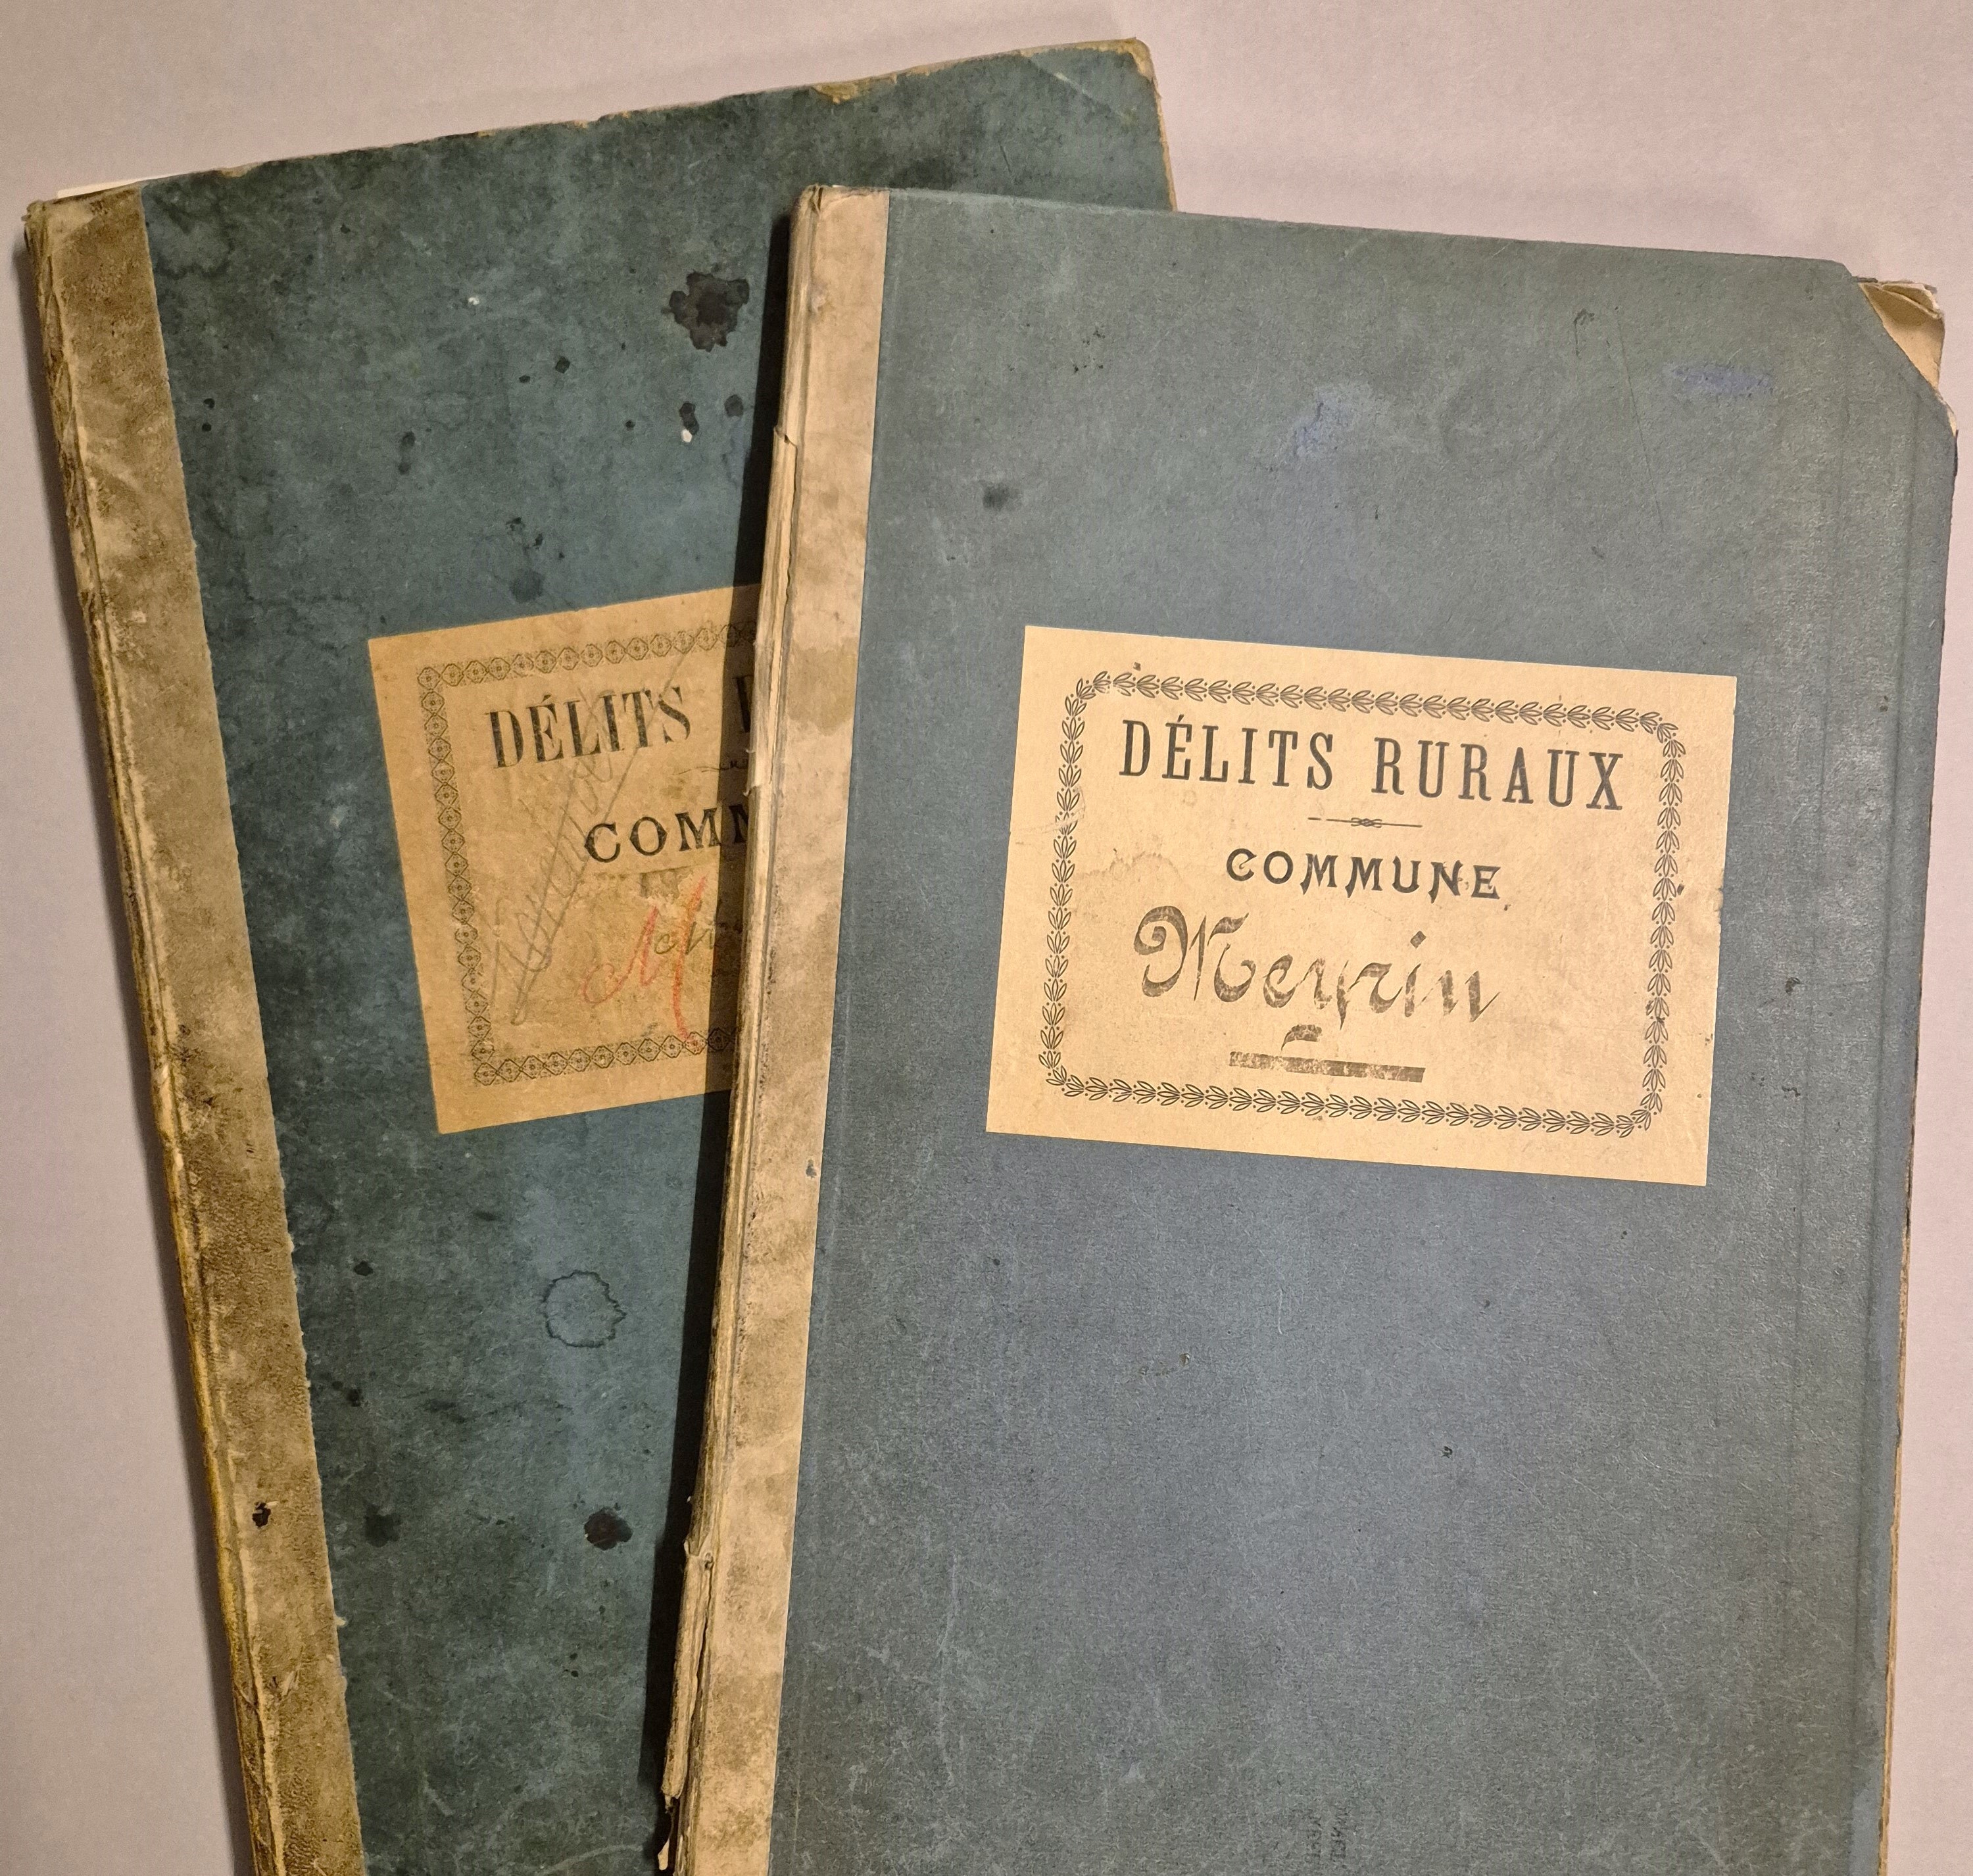 DÉLITS
COMM
M
DÉLITS RURAUX
COMMUNE
Meyrin